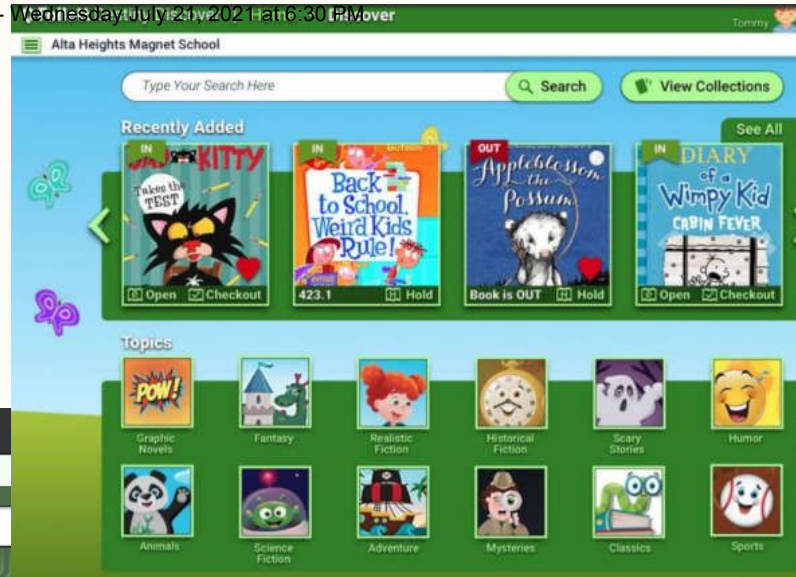 - Wednesday July 21, 2021 at 6:30 PM
Discover
Tommy
Alta Heights Magnet School
Type Your Search Here
Search
View Collections
Recently Added
See All
IN
BAD KITTY
Takes the
TEST
Open
Checkout
IN
Back
to School,
Weird Kids
Rule!
423.1
Hold
OUT
Appleblossom
the
Possum
Book is OUT
Hold
IN
DIARY
of a
Wimpy Kid
CABIN FEVER
Open
Checkout
Topics
POW!
Graphic
Novels
Fantasy
Realistic
Fiction
Historical
Fiction
Scary
Stories
Humor
Animals
Science
Fiction
Adventure
Mysteries
Classics
Sports